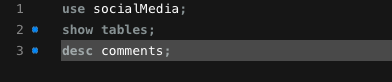 1 use socialMedia;
2 show tables;
3 desc comments;